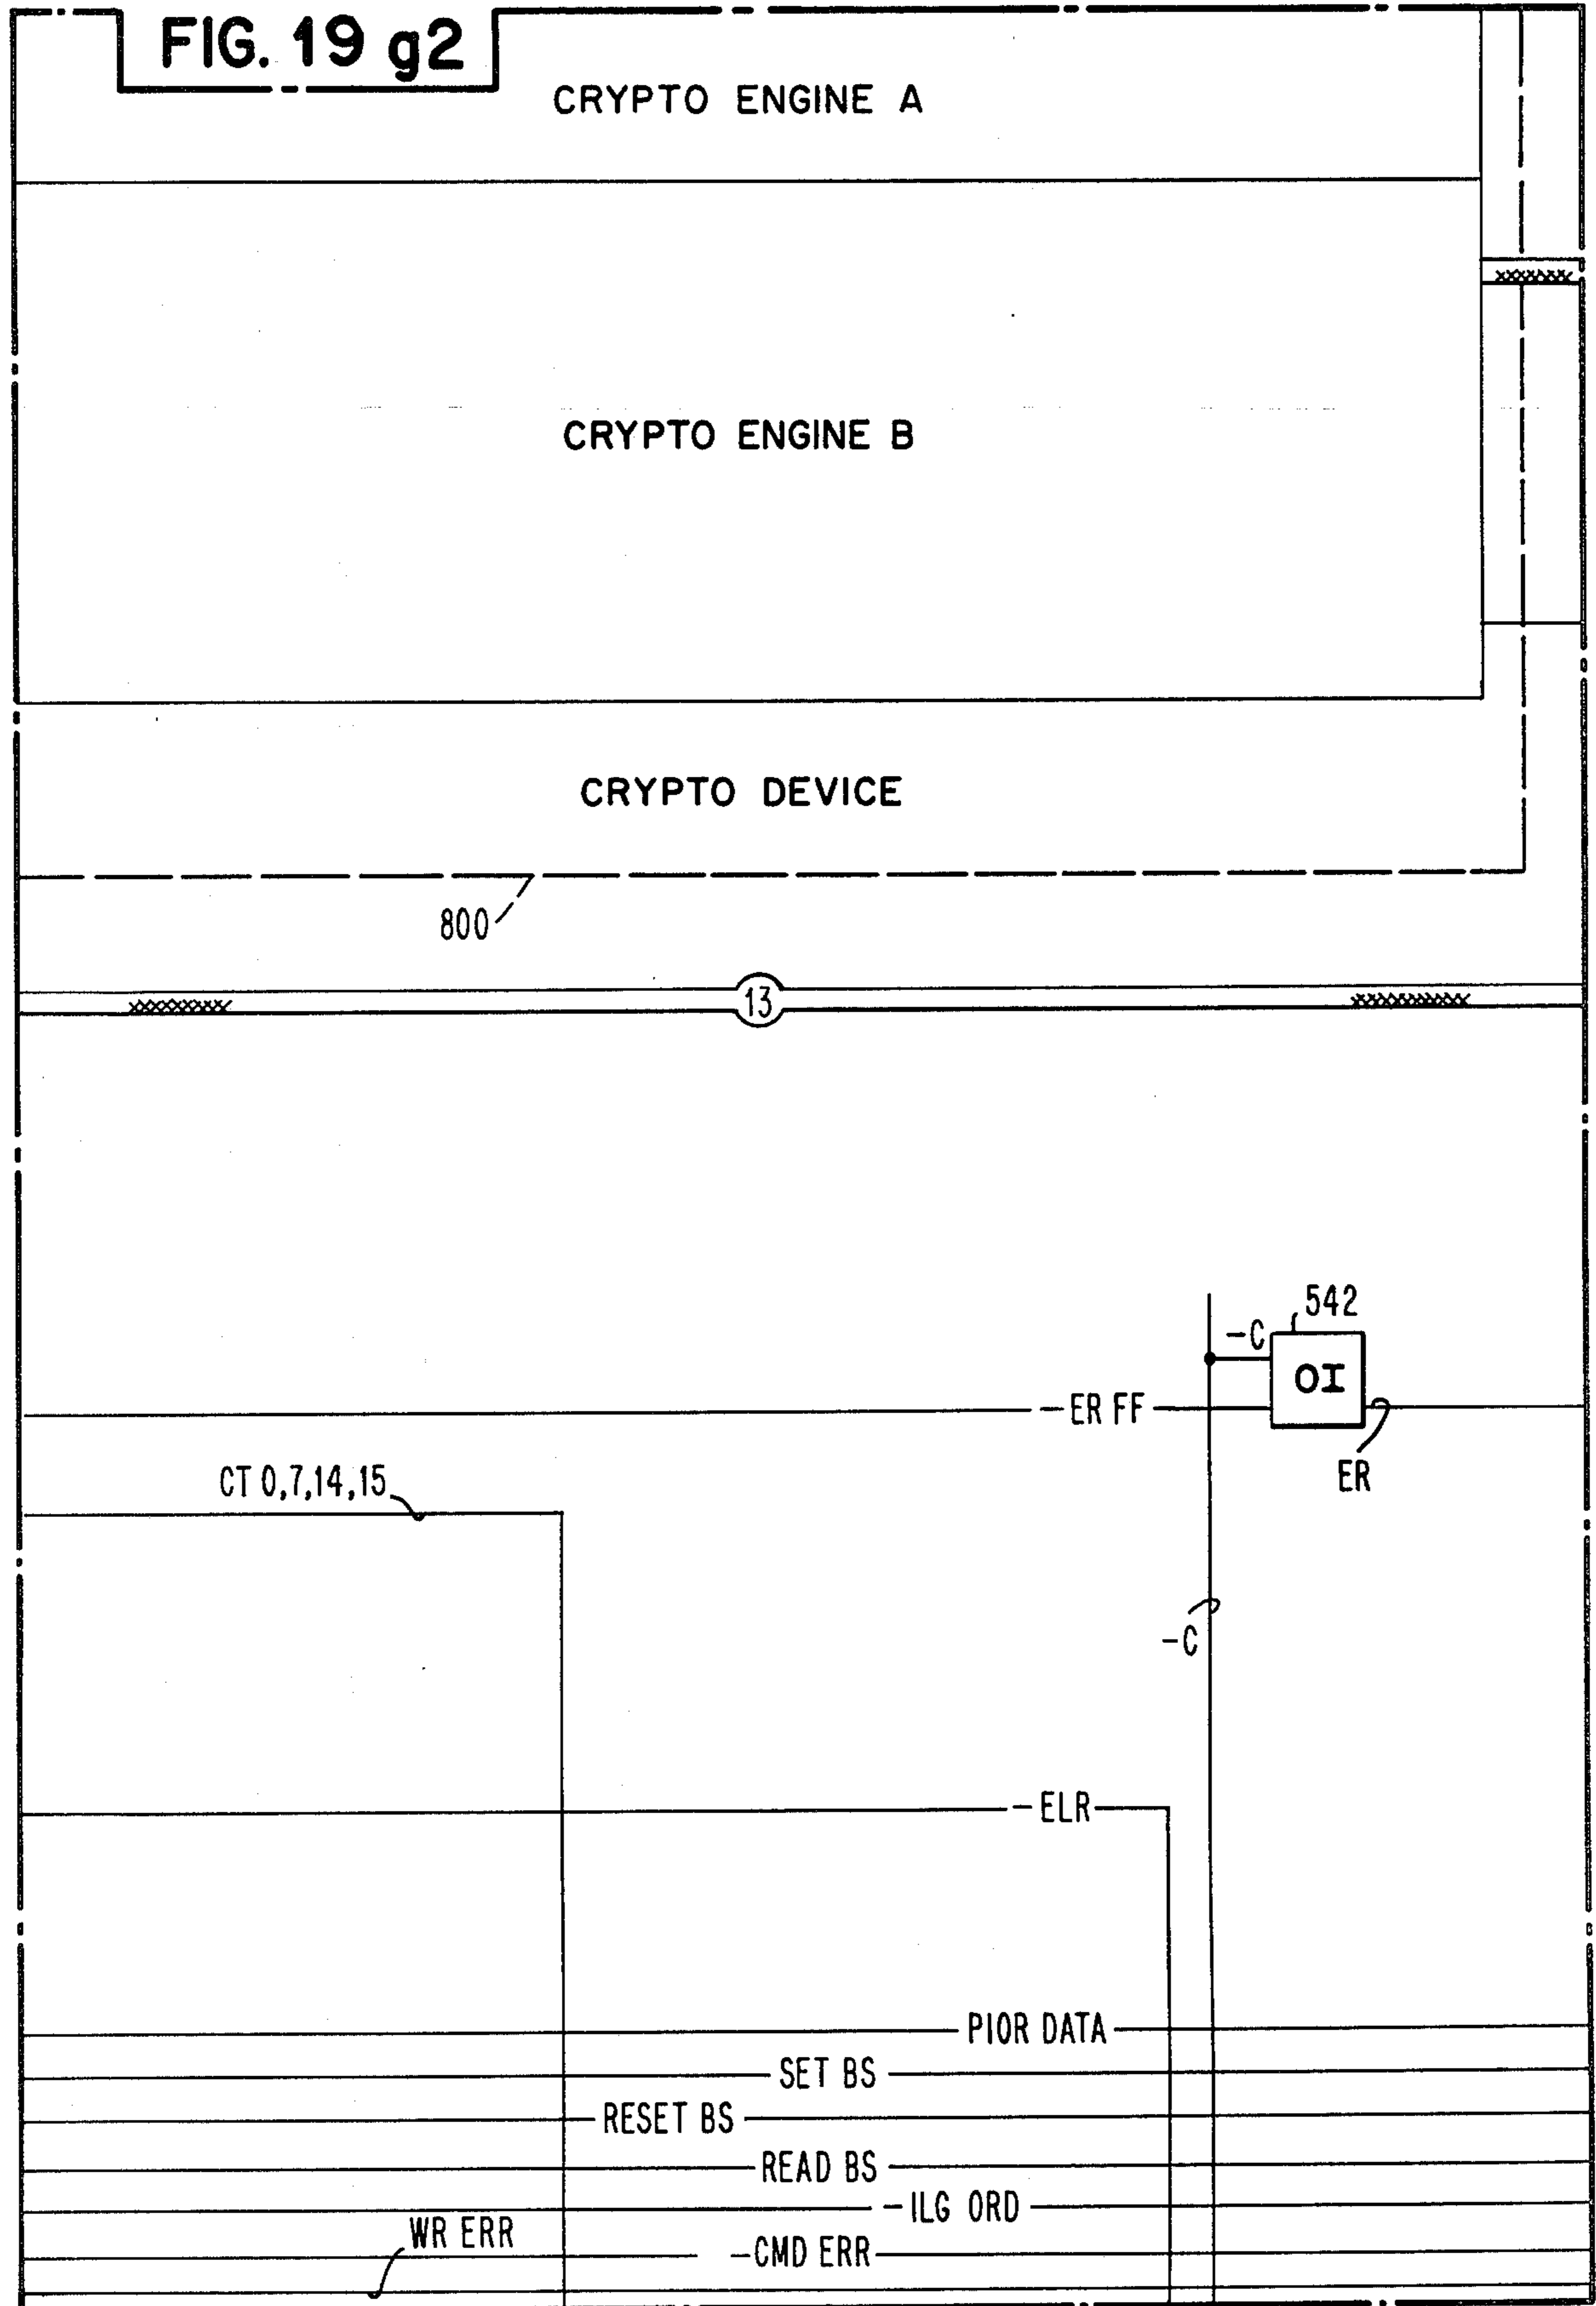 FIG. 19 g2
CRYPTO ENGINE A
CRYPTO ENGINE B
CRYPTO DEVICE
800
13
542
-C
OI
-ER FF
ER
CT 0,7,14,15
-C
-ELR
PIOR DATA
SET BS
RESET BS
READ BS
-ILG ORD
WR ERR
-CMD ERR